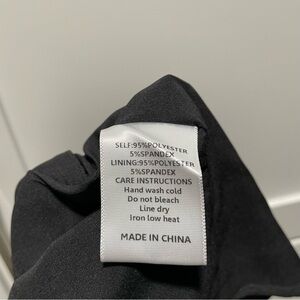 SELF:95%POLYESTER
5%SPANDEX
LINING:95%POLYESTER
5%SPANDEX
CARE INSTRUCTIONS
Hand wash cold
Do not bleach
Line dry
Iron low heat
MADE IN CHINA